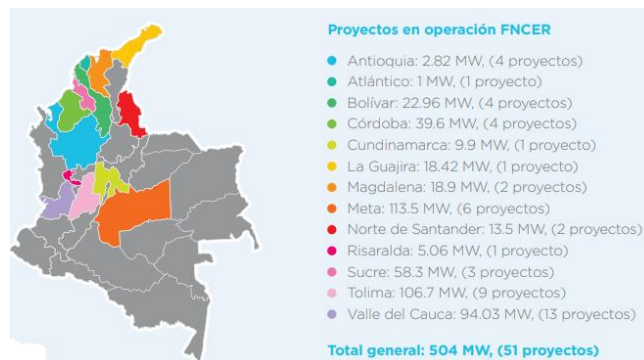 Proyectos en operación FNCER
Antioquia: 2.82 MW, (4 proyectos)
Atlántico: 1 MW, (1 proyecto)
Bolívar: 22.96 MW, (4 proyectos)
Córdoba: 39.6 MW, (4 proyectos)
Cundinamarca: 9.9 MW, (1 proyecto)
La Guajira: 18.42 MW, (1 proyecto)
Magdalena: 18.9 MW, (2 proyectos)
Meta: 113.5 MW, (6 proyectos)
Norte de Santander: 13.5 MW, (2 proyectos)
Risaralda: 5.06 MW, (1 proyecto)
Sucre: 58.3 MW, (3 proyectos)
Tolima: 106.7 MW, (9 proyectos)
Valle del Cauca: 94.03 MW, (13 proyectos)
Total general: 504 MW, (51 proyectos)